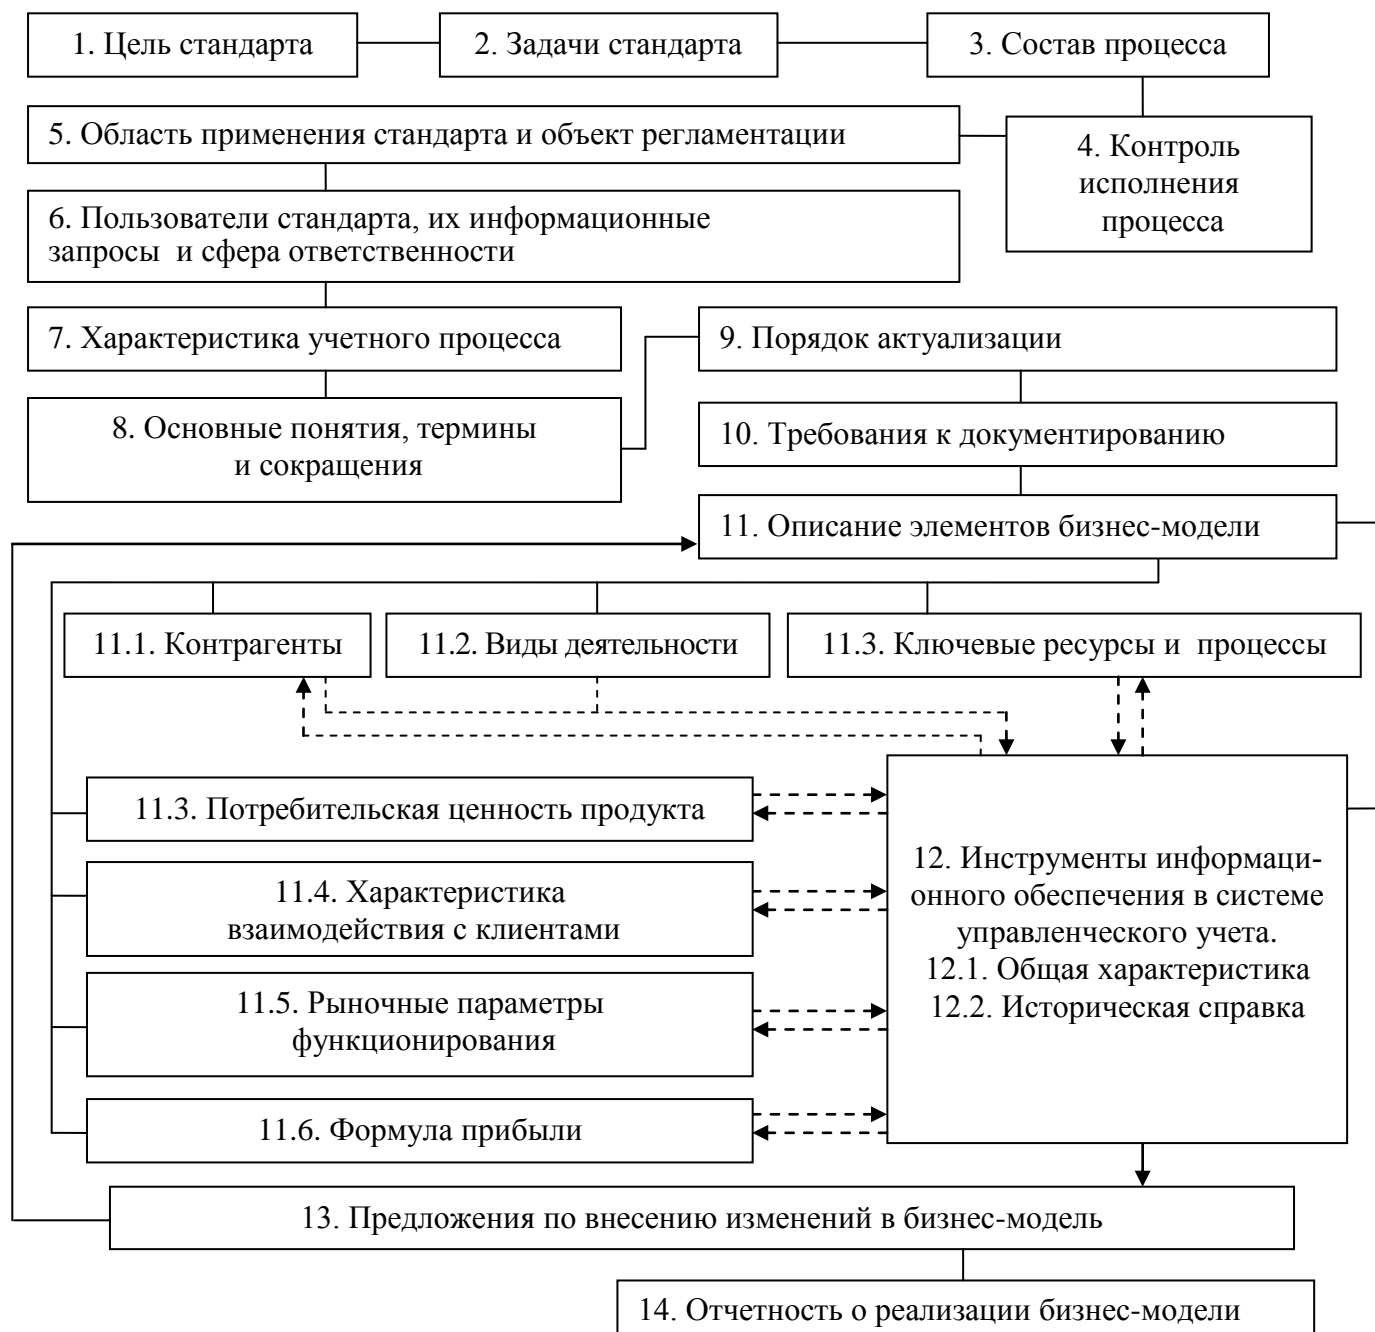 1. Цель стандарта
2. Задачи стандарта
3. Состав процесса
5. Область применения стандарта и объект регламентации
4. Контроль
исполнения
процесса
6. Пользователи стандарта, их информационные
запросы и сфера ответственности
7. Характеристика учетного процесса
9. Порядок актуализации
8. Основные понятия, термины
и сокращения
10. Требования к документированию
11. Описание элементов бизнес-модели
11.1. Контрагенты
11.2. Виды деятельности
11.3. Ключевые ресурсы и процессы
11.3. Потребительская ценность продукта
11.4. Характеристика
взаимодействия с клиентами
11.5. Рыночные параметры
функционирования
11.6. Формула прибыли
12. Инструменты информаци-
онного обеспечения в системе
управленческого учета.
12.1. Общая характеристика
12.2. Историческая справка
13. Предложения по внесению изменений в бизнес-модель
14. Отчетность о реализации бизнес-модели